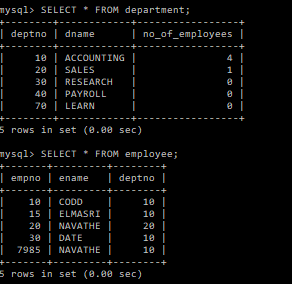 mysql> SELECT * FROM department;
+--------+------------+-----------------+
| deptno | dname      | no_of_employees |
+--------+------------+-----------------+
|     10 | ACCOUNTING |               4 |
|     20 | SALES      |               1 |
|     30 | RESEARCH   |               0 |
|     40 | PAYROLL    |               0 |
|     70 | LEARN      |               0 |
+--------+------------+-----------------+
5 rows in set (0.00 sec)

mysql> SELECT * FROM employee;
+-------+---------+--------+
| empno | ename   | deptno |
+-------+---------+--------+
|    10 | CODD    |     10 |
|    15 | ELMASRI |     10 |
|    20 | NAVATHE |     20 |
|    30 | DATE    |     10 |
|  7985 | NAVATHE |     10 |
+-------+---------+--------+
5 rows in set (0.00 sec)